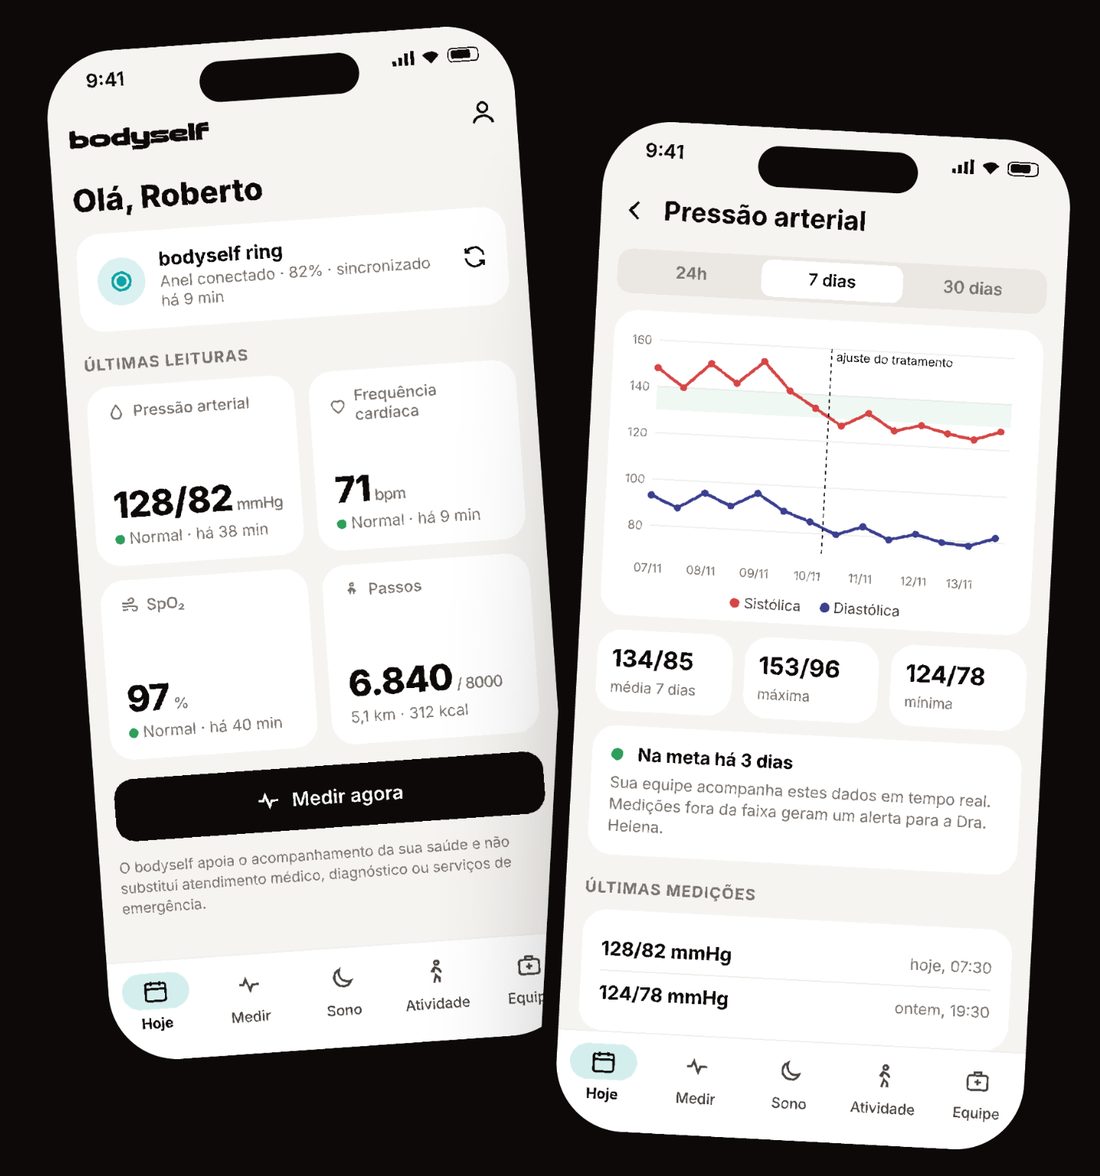 9:41
bodyself
Olá, Roberto
bodyself ring
Anel conectado · 82% · sincronizado
há 9 min
ÚLTIMAS LEITURAS
Pressão arterial
128/82 mmHg
Normal · há 38 min
Frequência
cardíaca
71 bpm
Normal · há 9 min
SpO₂
97 %
Normal · há 40 min
Passos
6.840 / 8000
5,1 km · 312 kcal
Medir agora
O bodyself apoia o acompanhamento da sua saúde e não
substitui atendimento médico, diagnóstico ou serviços de
emergência.
Hoje
Medir
Sono
Atividade
Equip
9:41
Pressão arterial
24h
7 dias
30 dias
160
140
120
100
80
ajuste do tratamento
07/11
08/11
09/11
10/11
11/11
12/11
13/11
Sistólica
Diastólica
134/85
média 7 dias
153/96
máxima
124/78
mínima
Na meta há 3 dias
Sua equipe acompanha estes dados em tempo real.
Medições fora da faixa geram um alerta para a Dra.
Helena.
ÚLTIMAS MEDIÇÕES
128/82 mmHg
hoje, 07:30
124/78 mmHg
ontem, 19:30
Hoje
Medir
Sono
Atividade
Equipe